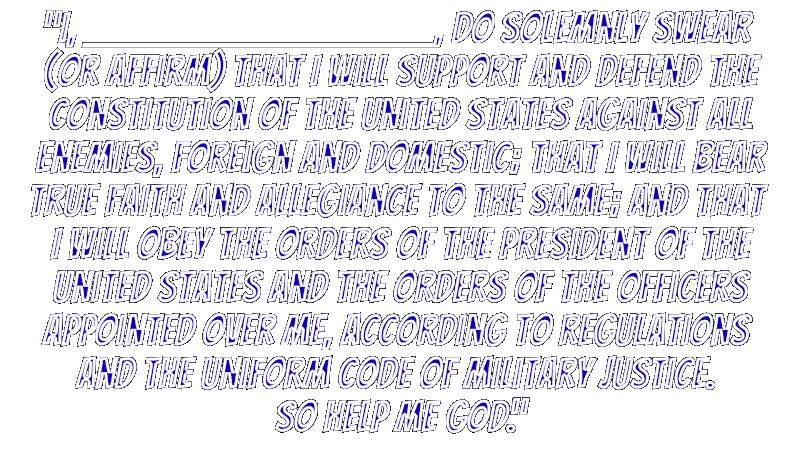 "I, ______________________________, DO SOLEMNLY SWEAR
(OR AFFIRM) THAT I WILL SUPPORT AND DEFEND THE
CONSTITUTION OF THE UNITED STATES AGAINST ALL
ENEMIES, FOREIGN AND DOMESTIC; THAT I WILL BEAR
TRUE FAITH AND ALLEGIANCE TO THE SAME; AND THAT
I WILL OBEY THE ORDERS OF THE PRESIDENT OF THE
UNITED STATES AND THE ORDERS OF THE OFFICERS
APPOINTED OVER ME, ACCORDING TO REGULATIONS
AND THE UNIFORM CODE OF MILITARY JUSTICE.
SO HELP ME GOD."